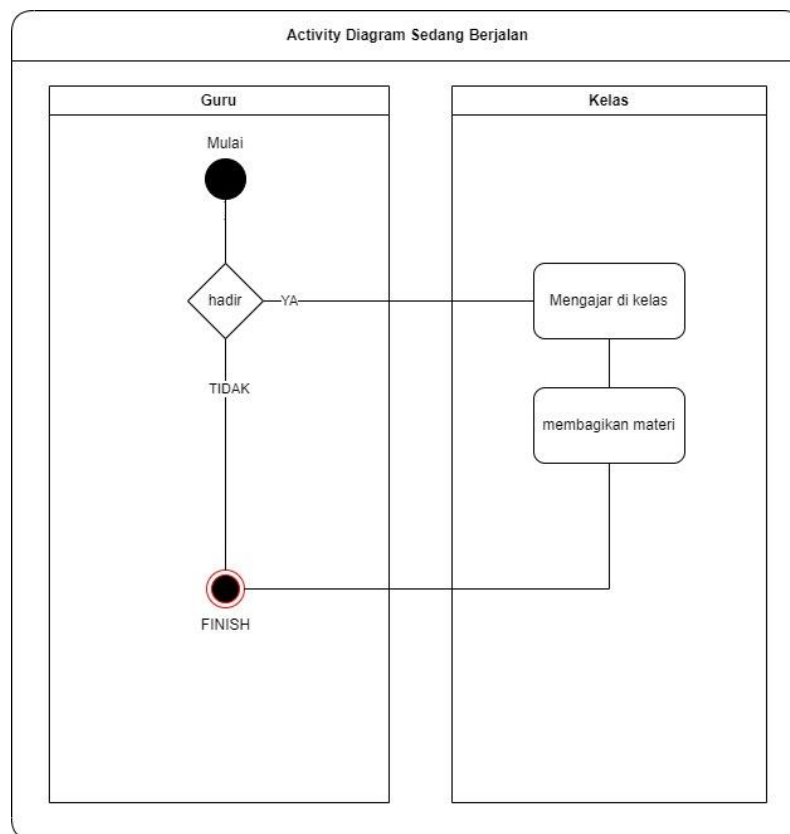 Activity Diagram Sedang Berjalan
Guru
Kelas
Mulai
hadir
YA
Mengajar di kelas
TIDAK
membagikan materi
FINISH